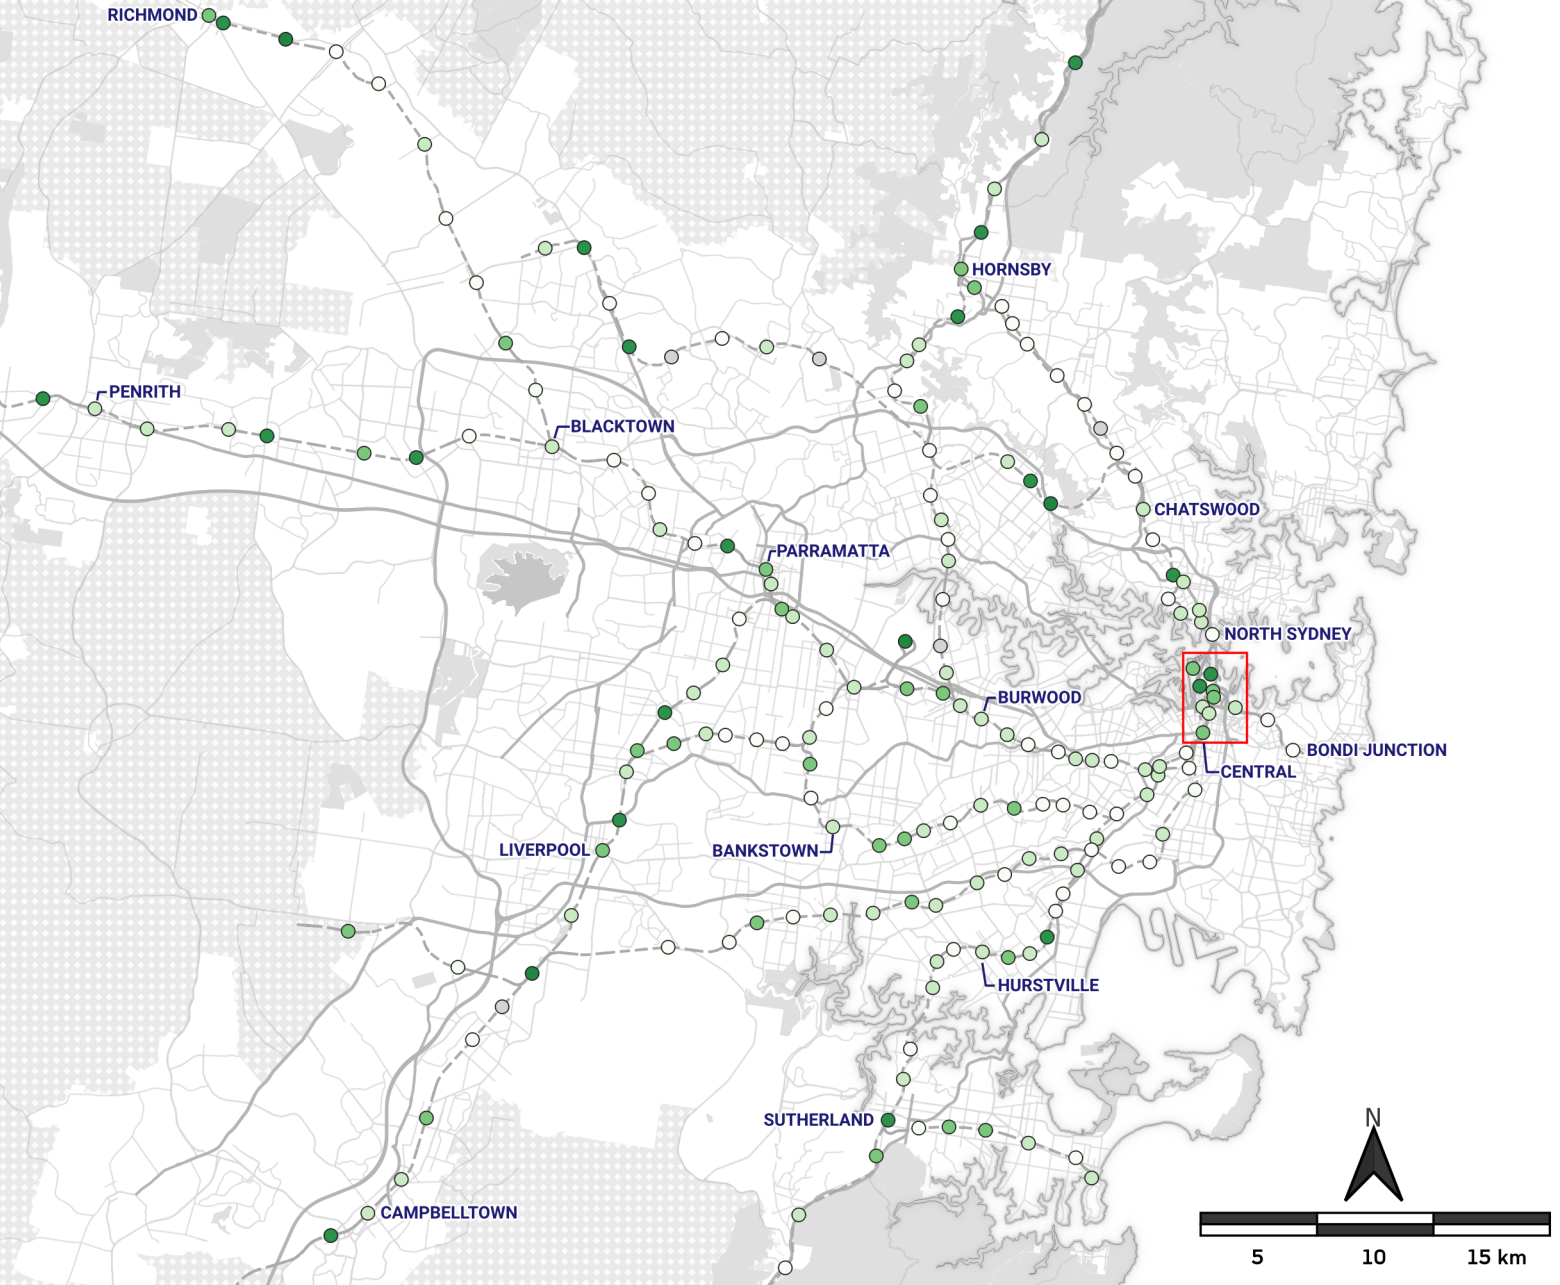 RICHMOND
HORNSBY
PENRITH
BLACKTOWN
CHATSWOOD
PARRAMATTA
NORTH SYDNEY
BURWOOD
BONDI JUNCTION
CENTRAL
LIVERPOOL
BANKSTOWN
HURSTVILLE
SUTHERLAND
N
CAMPBELLTOWN
5 10 15 km